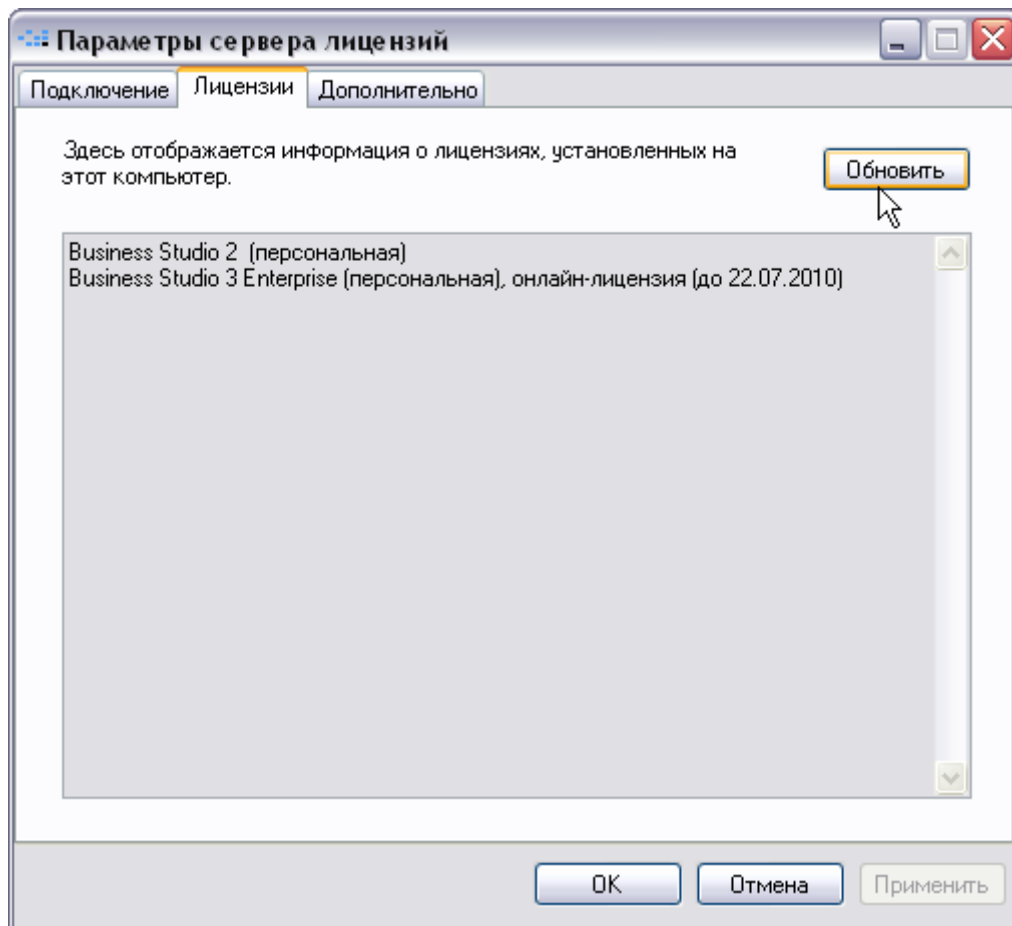 Параметры сервера лицензий
Подключение Лицензии Дополнительно
Здесь отображается информация о лицензиях, установленных на
этот компьютер.
Обновить
Business Studio 2 (персональная)
Business Studio 3 Enterprise (персональная), онлайн-лицензия (до 22.07.2010)
OK Отмена Применить